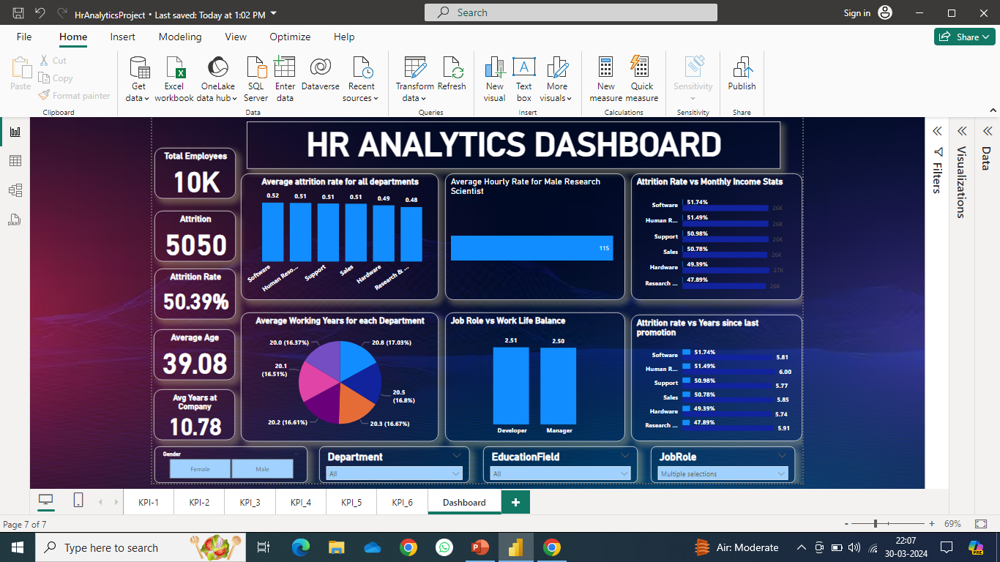 HrAnalyticsProject • Last saved: Today at 1:02 PM
Search
Sign in
File Home Insert Modeling View Optimize Help
Share
Paste
Cut
Copy
Format painter
Clipboard
Get data
Excel workbook
OneLake data hub
SQL Server
Enter data
Dataverse
Recent sources
Data
Transform data
Refresh
Queries
New visual
Text box
More visuals
Insert
New measure
Quick measure
Calculations
Sensitivity
Sensitivity
Publish
Share
HR ANALYTICS DASHBOARD
Total Employees
10K
Attrition
5050
Attrition Rate
50.39%
Average Age
39.08
Avg Years at
Company
10.78
Average attrition rate for all departments
0.52 0.51 0.51 0.51 0.49 0.48
Software Human Reso... Support Sales Hardware Research & ...
Average Hourly Rate for Male Research
Scientist
115
Attrition Rate vs Monthly Income Stats
Software 51.74% 26K
Human R... 51.49% 26K
Support 50.98% 26K
Sales 50.78% 26K
Hardware 49.39% 27K
Research ... 47.89% 26K
Average Working Years for each Department
20.0 (16.37%)
20.8 (17.03%)
20.1
(16.51%)
20.5
(16.8%)
20.2 (16.61%)
20.3 (16.67%)
Job Role vs Work Life Balance
2.51 2.50
Developer Manager
Attrition rate vs Years since last
promotion
Software 51.74% 5.81
Human R... 51.49% 6.00
Support 50.98% 5.77
Sales 50.78% 5.85
Hardware 49.39% 5.74
Research ... 47.89% 5.91
Gender
Female Male
Department
All
EducationField
All
JobRole
Multiple selections
Filters
Visualizations
Data
DAX
KPI-1 KPI-2 KPI_3 KPI_4 KPI_5 KPI_6 Dashboard +
Page 7 of 7
- + 69%
Type here to search
Air: Moderate
22:07
30-03-2024
PRE